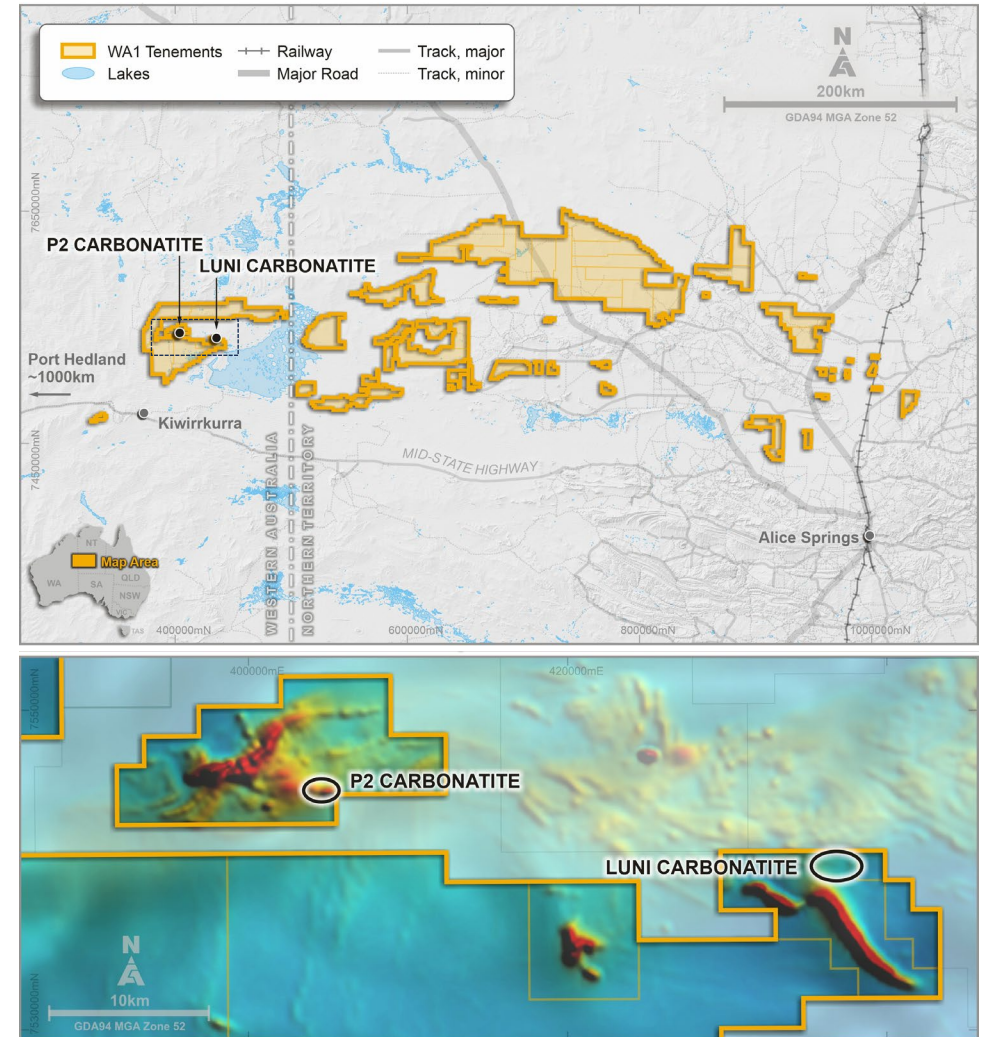 WA1 Tenements
Lakes
Railway
Major Road
Track, major
Track, minor
N
200km
GDA94 MGA Zone 52
7650000mN
P2 CARBONATITE
LUNI CARBONATITE
Port Hedland
~1000km
Kiwirrkurra
7450000mN
MID-STATE HIGHWAY
WESTERN AUSTRALIA
NORTHERN TERRITORY
Alice Springs
Map Area
NT
WA
SA
QLD
NSW
VIC
TAS
400000mN
600000mN
800000mN
1000000mN
400000mE
420000mE
7550000mN
P2 CARBONATITE
LUNI CARBONATITE
N
10km
GDA94 MGA Zone 52
7530000mN